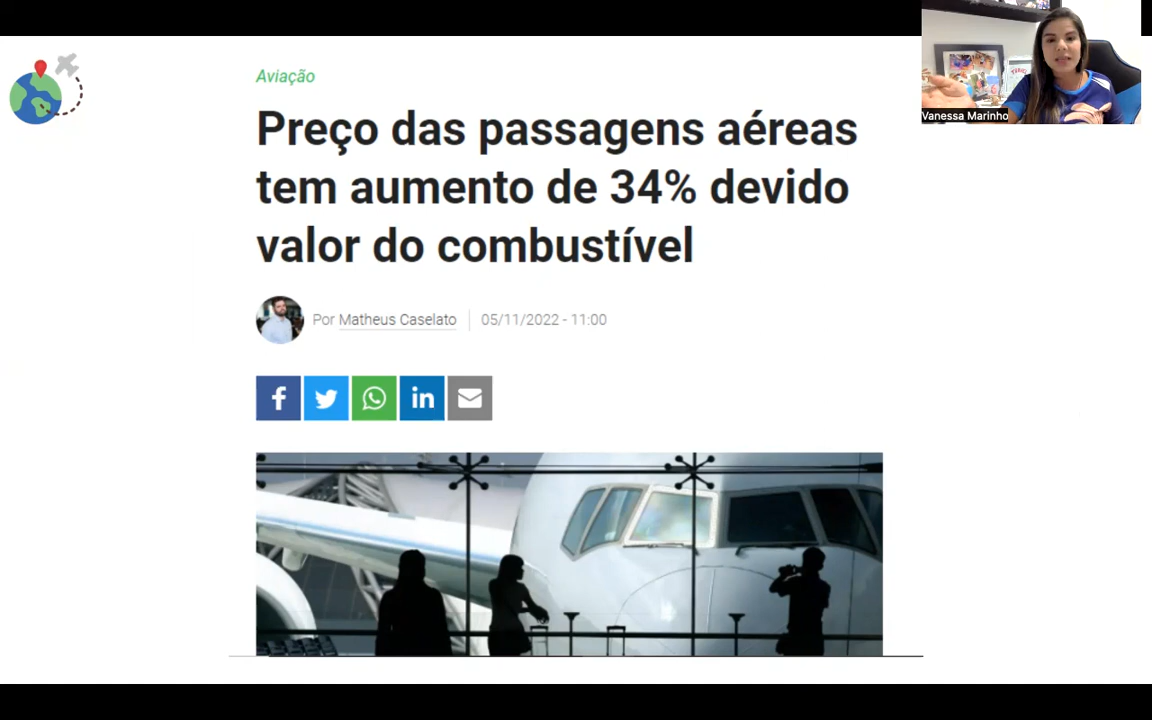 Aviação
Preço das passagens aéreas
tem aumento de 34% devido
valor do combustível
Por Matheus Caselato 05/11/2022 - 11:00
Vanessa Marinho